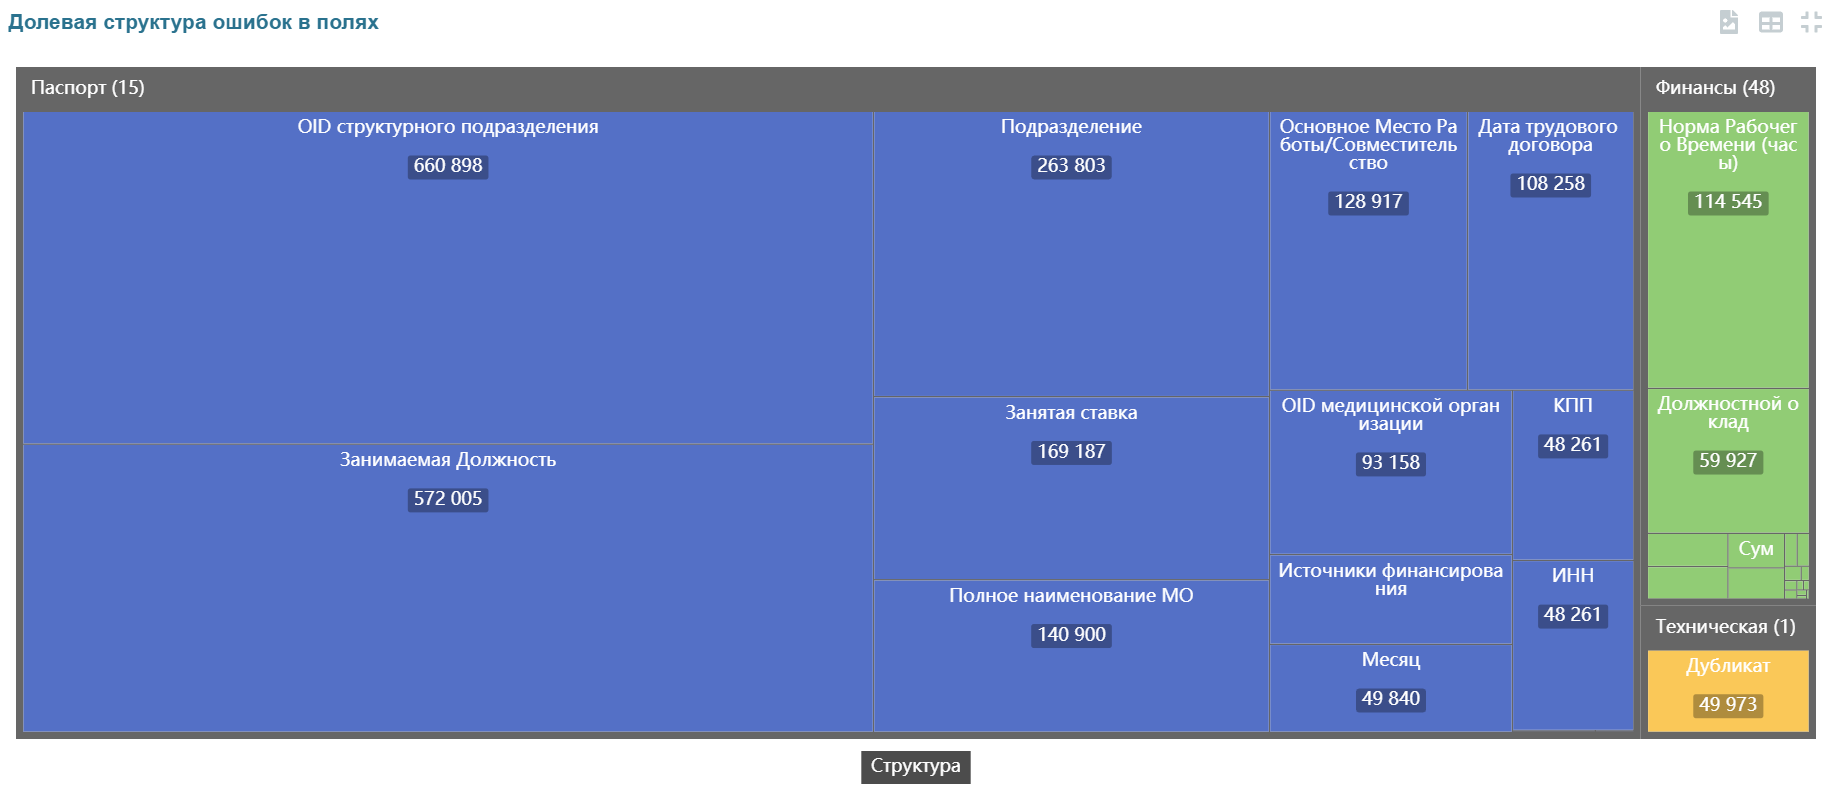 Долевая структура ошибок в полях
Паспорт (15)
OID структурного подразделения
660 898
Занимаемая Должность
572 005
Подразделение
263 803
Занятая ставка
169 187
Полное наименование МО
140 900
Основное Место Ра
боты/Совместитель
ство
128 917
Дата трудового
договора
108 258
OID медицинской орган
изации
93 158
Источники финансирова
ния
Месяц
49 840
КПП
48 261
ИНН
48 261
Финансы (48)
Норма Рабочег
о Времени (час
ы)
114 545
Должностной о
клад
59 927
Сум
Техническая (1)
Дубликат
49 973
Структура